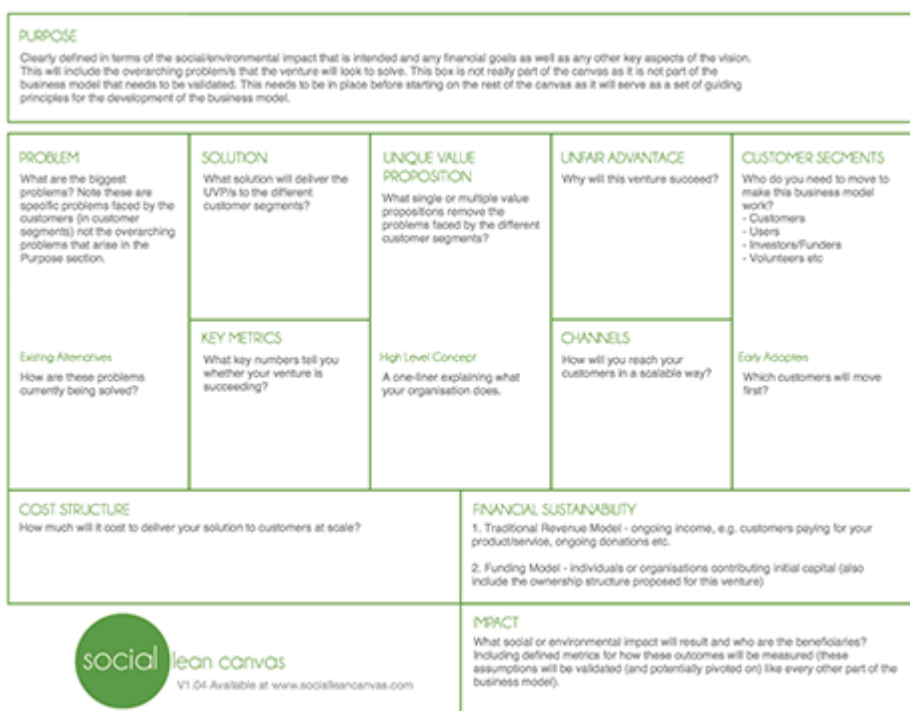 PURPOSE
Clearly defined in terms of the social/environmental impact that is intended and any financial goals as well as any other key aspects of the vision.
This will include the overarching problem/s that the venture will look to solve. This box is not really part of the canvas as it is not part of the
business model that needs to be validated. This needs to be in place before starting on the rest of the canvas as it will serve as a set of guiding
principles for the development of the business model.
PROBLEM
What are the biggest
problems? Note these are
specific problems faced by the
customers (in customer
segments) not the overarching
problems that arise in the
Purpose section.
Existing Alternatives
How are these problems
currently being solved?
SOLUTION
What solution will deliver the
UVP/s to the different
customer segments?
KEY METRICS
What key numbers tell you
whether your venture is
succeeding?
UNIQUE VALUE
PROPOSITION
What single or multiple value
propositions remove the
problems faced by the different
customer segments?
High Level Concept
A one-liner explaining what
your organisation does.
UNFAIR ADVANTAGE
Why will this venture succeed?
CHANNELS
How will you reach your
customers in a scalable way?
CUSTOMER SEGMENTS
Who do you need to move to
make this business model
work?
- Customers
- Users
- Investors/Funders
- Volunteers etc
Early Adopters
Which customers will move
first?
COST STRUCTURE
How much will it cost to deliver your solution to customers at scale?
FINANCIAL SUSTAINABILITY
1. Traditional Revenue Model - ongoing income, e.g. customers paying for your
product/service, ongoing donations etc.
2. Funding Model - individuals or organisations contributing initial capital (also
include the ownership structure proposed for this venture)
IMPACT
What social or environmental impact will result and who are the beneficiaries?
Including defined metrics for how these outcomes will be measured (these
assumptions will be validated (and potentially pivoted on) like every other part of the
business model).
social lean canvas
V1.04 Available at www.socialleancanvas.com